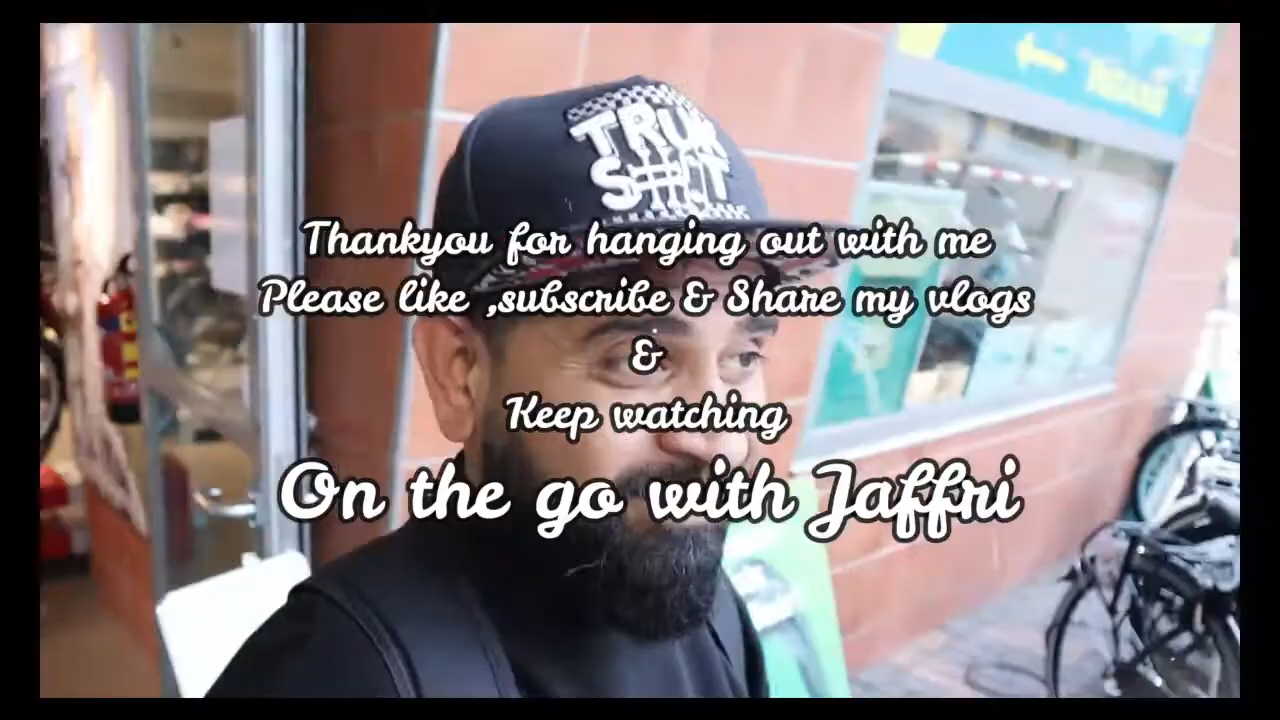 TRUK
S#!T
Thankyou for hanging out with me
Please like ,subscribe & Share my vlogs
&
Keep watching
On the go with Jaffri